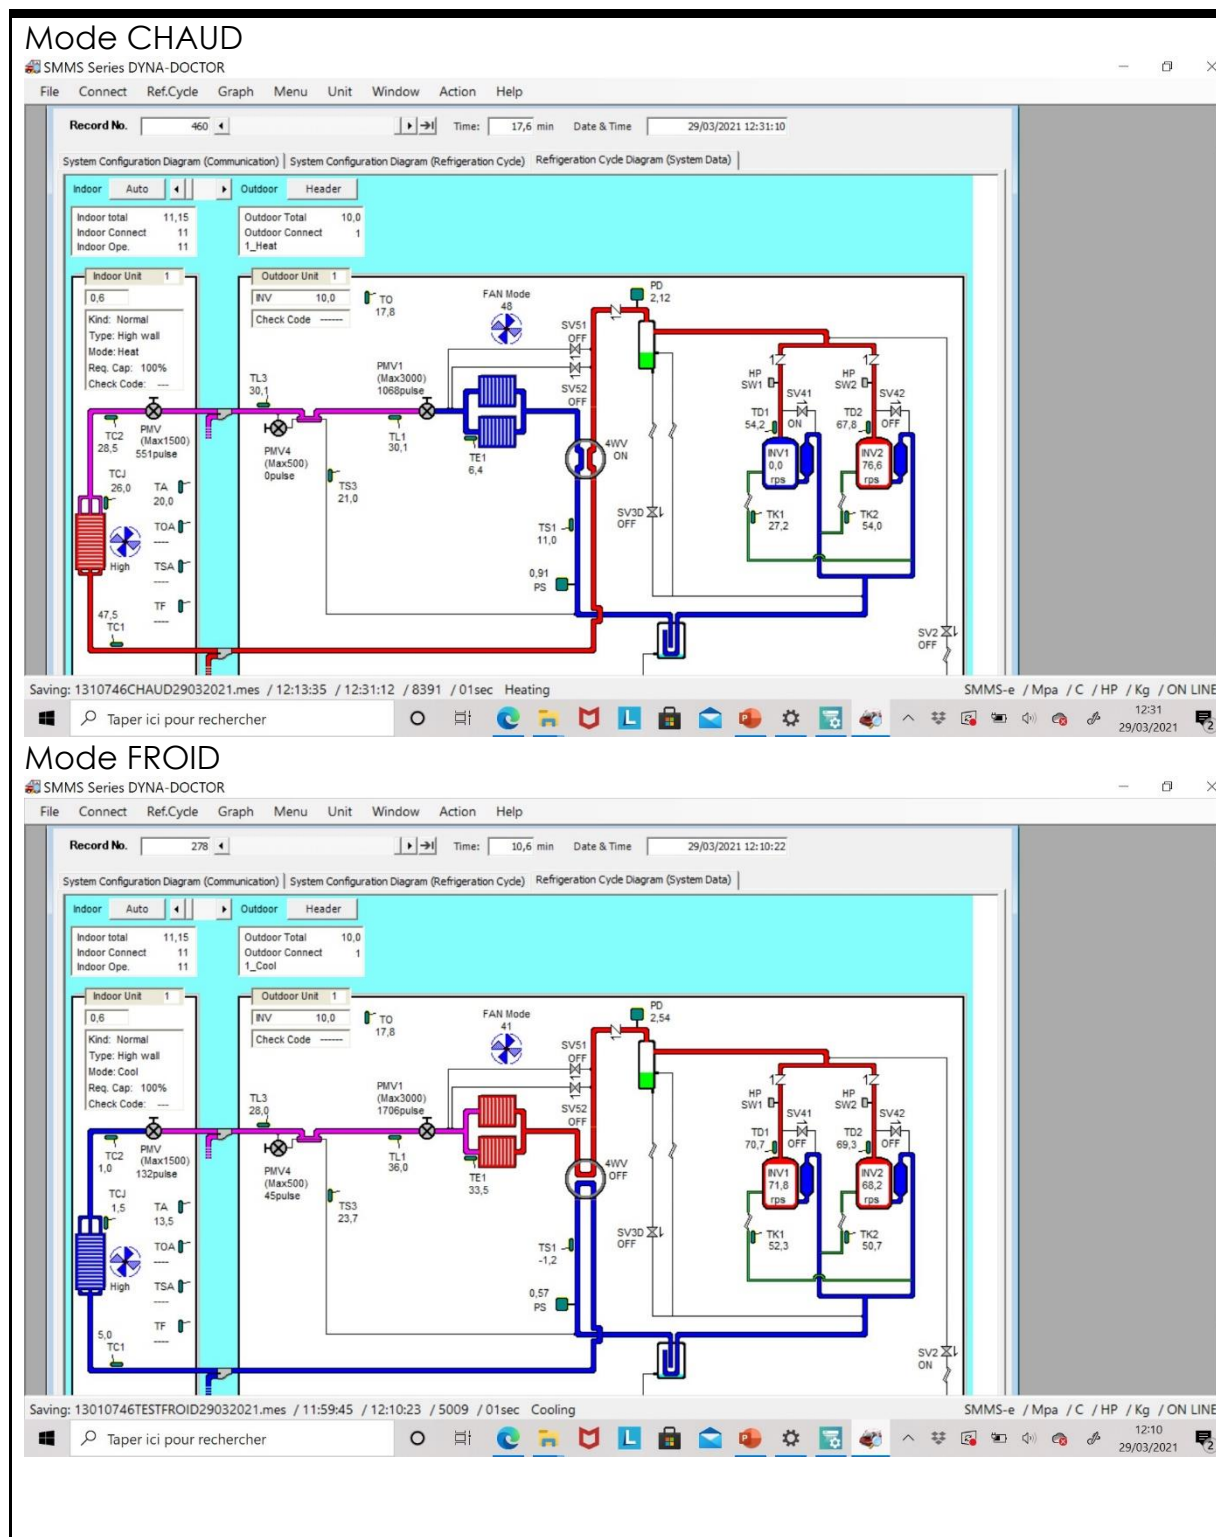 Mode CHAUD
SMMS Series DYNA-DOCTOR
File Connect Ref.Cycle Graph Menu Unit Window Action Help
Record No. 460 Time: 17,6 min Date & Time 29/03/2021 12:31:10
System Configuration Diagram (Communication) System Configuration Diagram (Refrigeration Cycle) Refrigeration Cycle Diagram (System Data)
Indoor Auto Outdoor Header
Indoor total 11,15
Indoor Connect 11
Indoor Ope. 11
Outdoor Total 10,0
Outdoor Connect 1
1_Heat
Indoor Unit 1
0,6
Kind: Normal
Type: High wall
Mode: Heat
Req. Cap: 100%
Check Code: ---
Outdoor Unit 1
INV 10,0
Check Code ------
TO
17,8
FAN Mode
48
PD
2,12
SV51
OFF
SV52
OFF
TL3
30,1
PMV1
(Max3000)
1068pulse
HP
SW1
SV41
ON
HP
SW2
SV42
OFF
TD1
54,2
TD2
67,8
TC2
28,5
PMV
(Max1500)
551pulse
PMV4
(Max500)
0pulse
TL1
30,1
TE1
6,4
4WV
ON
INV1
0,0
rps
INV2
76,6
rps
TCJ
26,0
TA
20,0
TS3
21,0
TOA
----
High
TSA
----
TF
----
TS1
11,0
SV3D
OFF
TK1
27,2
TK2
54,0
0,91
PS
47,5
TC1
SV2
OFF
Saving: 1310746CHAUD29032021.mes / 12:13:35 / 12:31:12 / 8391 / 01sec Heating SMMS-e / Mpa / C / HP / Kg / ON LINE
Taper ici pour rechercher
L
12:31
29/03/2021
2
Mode FROID
SMMS Series DYNA-DOCTOR
File Connect Ref.Cycle Graph Menu Unit Window Action Help
Record No. 278 Time: 10,6 min Date & Time 29/03/2021 12:10:22
System Configuration Diagram (Communication) System Configuration Diagram (Refrigeration Cycle) Refrigeration Cycle Diagram (System Data)
Indoor Auto Outdoor Header
Indoor total 11,15
Indoor Connect 11
Indoor Ope. 11
Outdoor Total 10,0
Outdoor Connect 1
1_Cool
Indoor Unit 1
0,6
Kind: Normal
Type: High wall
Mode: Cool
Req. Cap: 100%
Check Code: ---
Outdoor Unit 1
INV 10,0
Check Code ------
TO
17,8
FAN Mode
41
PD
2,54
SV51
OFF
SV52
OFF
TL3
28,0
PMV1
(Max3000)
1706pulse
HP
SW1
SV41
OFF
HP
SW2
SV42
OFF
TD1
70,7
TD2
69,3
TC2
1,0
PMV
(Max1500)
132pulse
PMV4
(Max500)
45pulse
TL1
36,0
TE1
33,5
4WV
OFF
INV1
71,8
rps
INV2
68,2
rps
TCJ
1,5
TA
13,5
TS3
23,7
TOA
----
High
TSA
----
TF
----
TS1
-1,2
SV3D
OFF
TK1
52,3
TK2
50,7
0,57
PS
5,0
TC1
SV2
ON
Saving: 13010746TESTFROID29032021.mes / 11:59:45 / 12:10:23 / 5009 / 01sec Cooling SMMS-e / Mpa / C / HP / Kg / ON LINE
Taper ici pour rechercher
L
12:10
29/03/2021
2